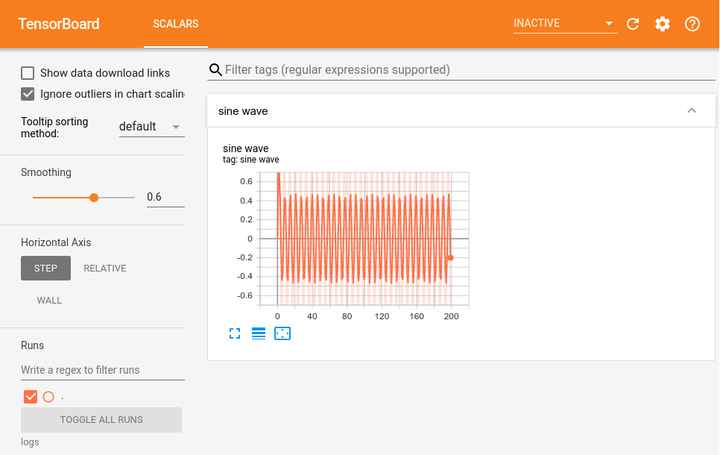 TensorBoard
SCALARS
INACTIVE
Show data download links
Ignore outliers in chart scalin
Tooltip sorting
method:
default
Smoothing
0.6
Horizontal Axis
STEP
RELATIVE
WALL
Runs
Write a regex to filter runs
.
TOGGLE ALL RUNS
logs
Filter tags (regular expressions supported)
sine wave
sine wave
tag: sine wave
0.6
0.4
0.2
0
-0.2
-0.4
-0.6
0 40 80 120 160 200